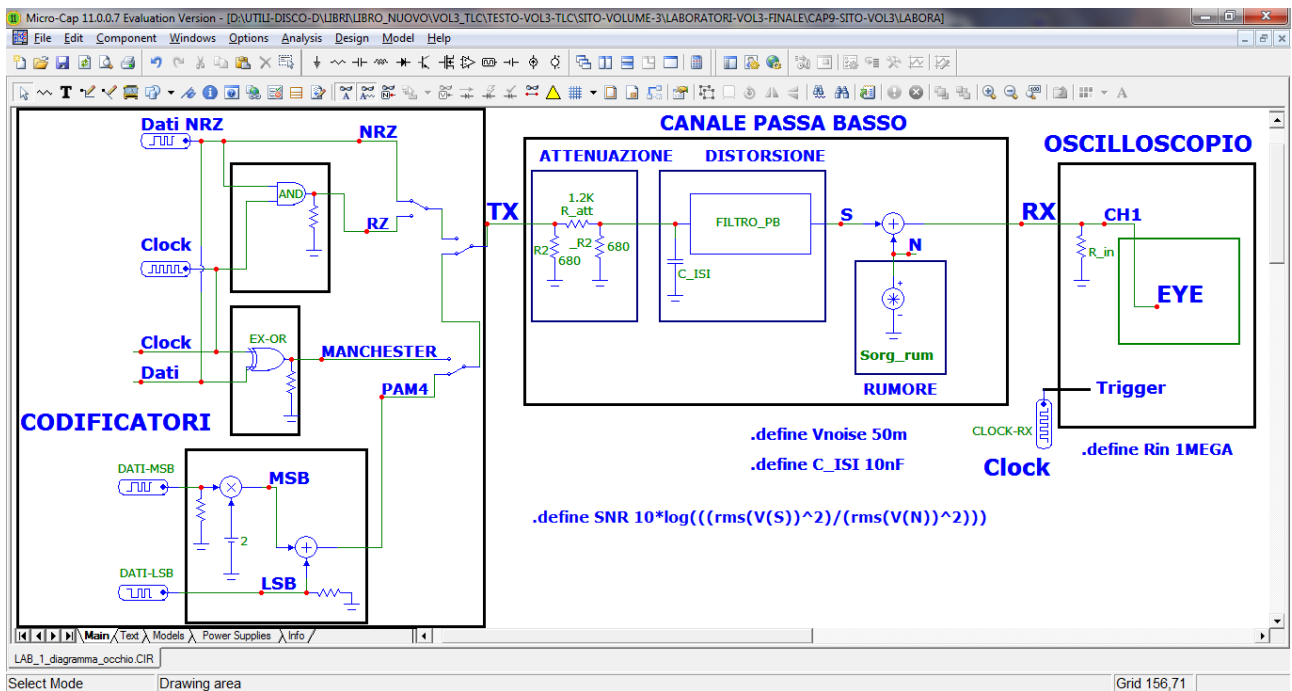 Micro-Cap 11.0.0.7 Evaluation Version - [D:\UTILI-DISCO-D\LIBRI\LIBRO_NUOVO\VOL3_TLC\TESTO-VOL3-TLC\SITO-VOLUME-3\LABORATORI-VOL3-FINALE\CAP9-SITO-VOL3\LABORA]
File Edit Component Windows Options Analysis Design Model Help
Dati NRZ
NRZ
AND
RZ
Clock
Clock
EX-OR
MANCHESTER
Dati
PAM4
CODIFICATORI
DATI-MSB
MSB
2
DATI-LSB
LSB
TX
CANALE PASSA BASSO
ATTENUAZIONE
DISTORSIONE
1.2K
R_att
R2
680
_R2
680
FILTRO_PB
C_ISI
S
N
Sorg_rum
RUMORE
.define Vnoise 50m
.define C_ISI 10nF
.define SNR 10*log(((rms(V(S))^2)/(rms(V(N))^2)))
OSCILLOSCOPIO
RX
CH1
R_in
EYE
Trigger
CLOCK-RX
Clock
.define Rin 1MEGA
Main Text Models Power Supplies Info
LAB_1_diagramma_occhio.CIR
Select Mode Drawing area Grid 156,71